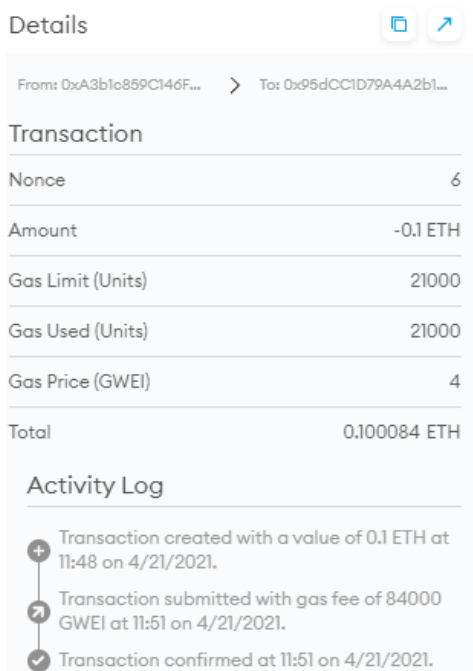 Details
From: 0xA3b1c859C146F... To: 0x95dCC1D79A4A2b1...
Transaction
Nonce 6
Amount -0.1 ETH
Gas Limit (Units) 21000
Gas Used (Units) 21000
Gas Price (GWEI) 4
Total 0.100084 ETH
Activity Log
Transaction created with a value of 0.1 ETH at
11:48 on 4/21/2021.
Transaction submitted with gas fee of 84000
GWEI at 11:51 on 4/21/2021.
Transaction confirmed at 11:51 on 4/21/2021.